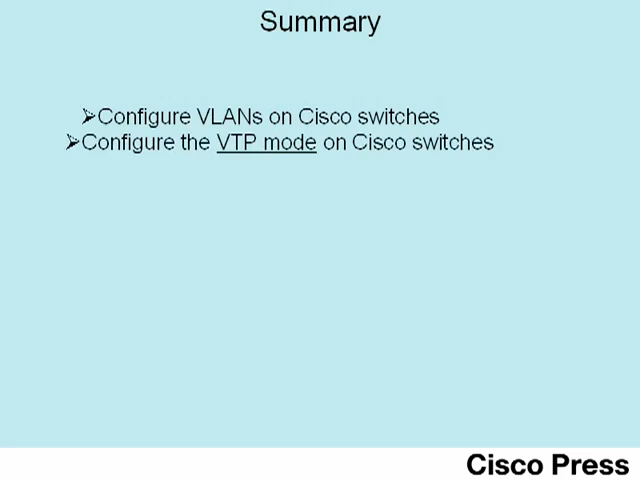 Summary
➢Configure VLANs on Cisco switches
➢Configure the VTP mode on Cisco switches
Cisco Press